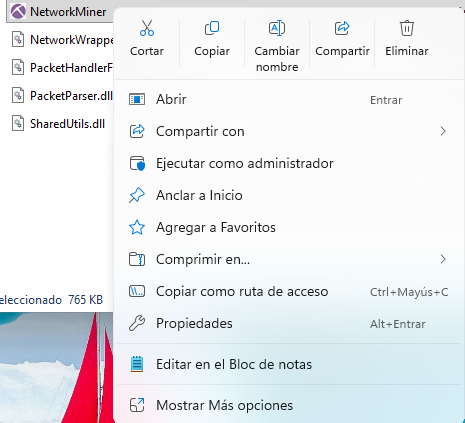 NetworkMiner
NetworkWrappe
PacketHandlerF
PacketParser.dll
SharedUtils.dll
eleccionado 765 KB
Cortar
Copiar
Cambiar
nombre
Compartir
Eliminar
Abrir Entrar
Compartir con
Ejecutar como administrador
Anclar a Inicio
Agregar a Favoritos
Comprimir en...
Copiar como ruta de acceso Ctrl+Mayús+C
Propiedades Alt+Entrar
Editar en el Bloc de notas
Mostrar Más opciones